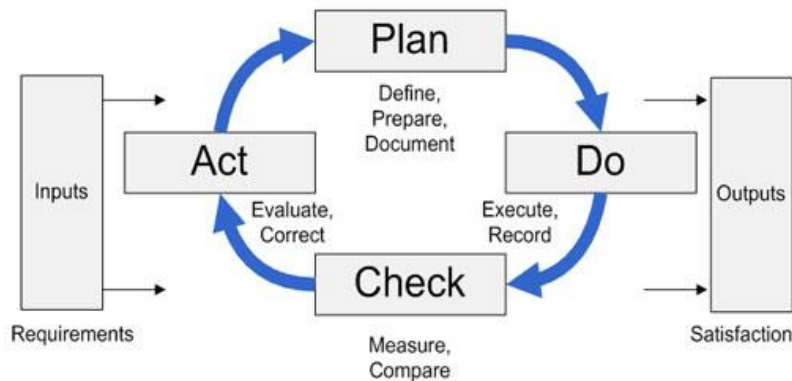 Plan
Define,
Prepare,
Document
Act
Do
Inputs
Outputs
Evaluate,
Correct
Execute,
Record
Check
Requirements
Satisfaction
Measure,
Compare